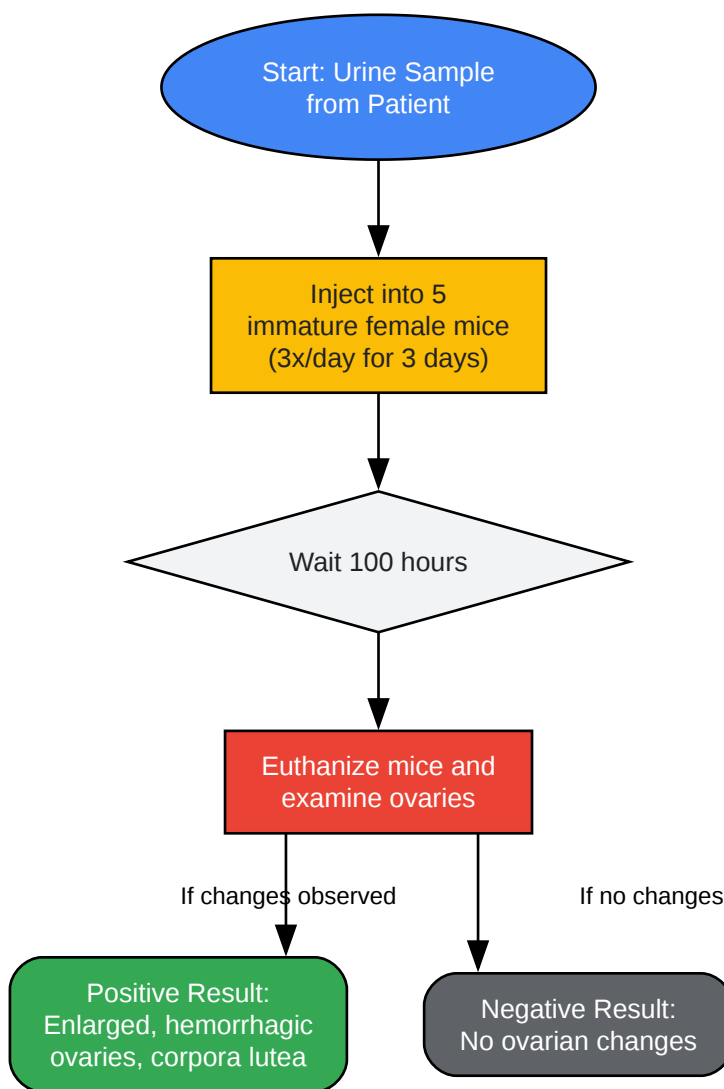 Start: Urine Sample
from Patient
Inject into 5
immature female mice
(3x/day for 3 days)
Wait 100 hours
Euthanize mice and
examine ovaries
If changes observed
If no changes
Positive Result:
Enlarged, hemorrhagic
ovaries, corpora lutea
Negative Result:
No ovarian changes